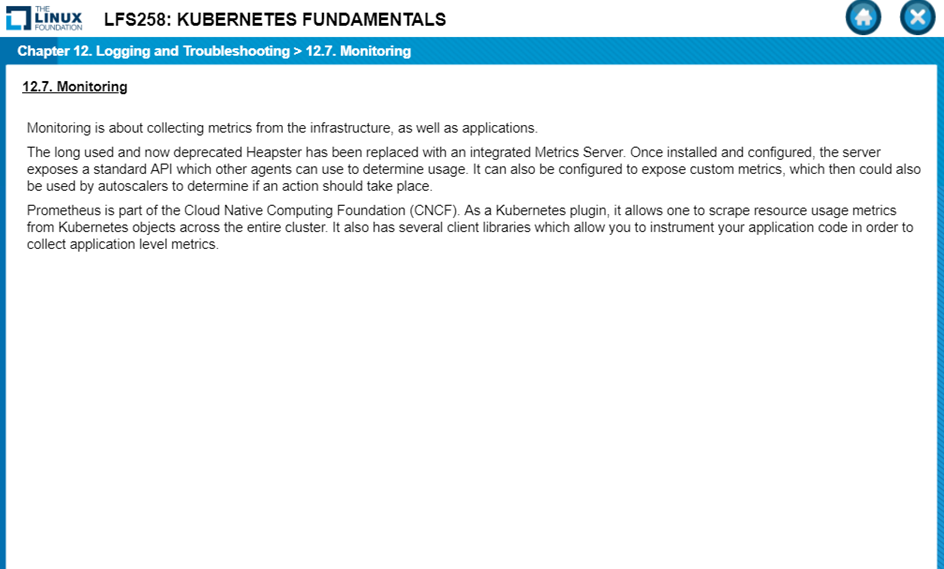 THE
LINUX
FOUNDATION
LFS258: KUBERNETES FUNDAMENTALS
Chapter 12. Logging and Troubleshooting > 12.7. Monitoring
12.7. Monitoring
Monitoring is about collecting metrics from the infrastructure, as well as applications.
The long used and now deprecated Heapster has been replaced with an integrated Metrics Server. Once installed and configured, the server
exposes a standard API which other agents can use to determine usage. It can also be configured to expose custom metrics, which then could also
be used by autoscalers to determine if an action should take place.
Prometheus is part of the Cloud Native Computing Foundation (CNCF). As a Kubernetes plugin, it allows one to scrape resource usage metrics
from Kubernetes objects across the entire cluster. It also has several client libraries which allow you to instrument your application code in order to
collect application level metrics.